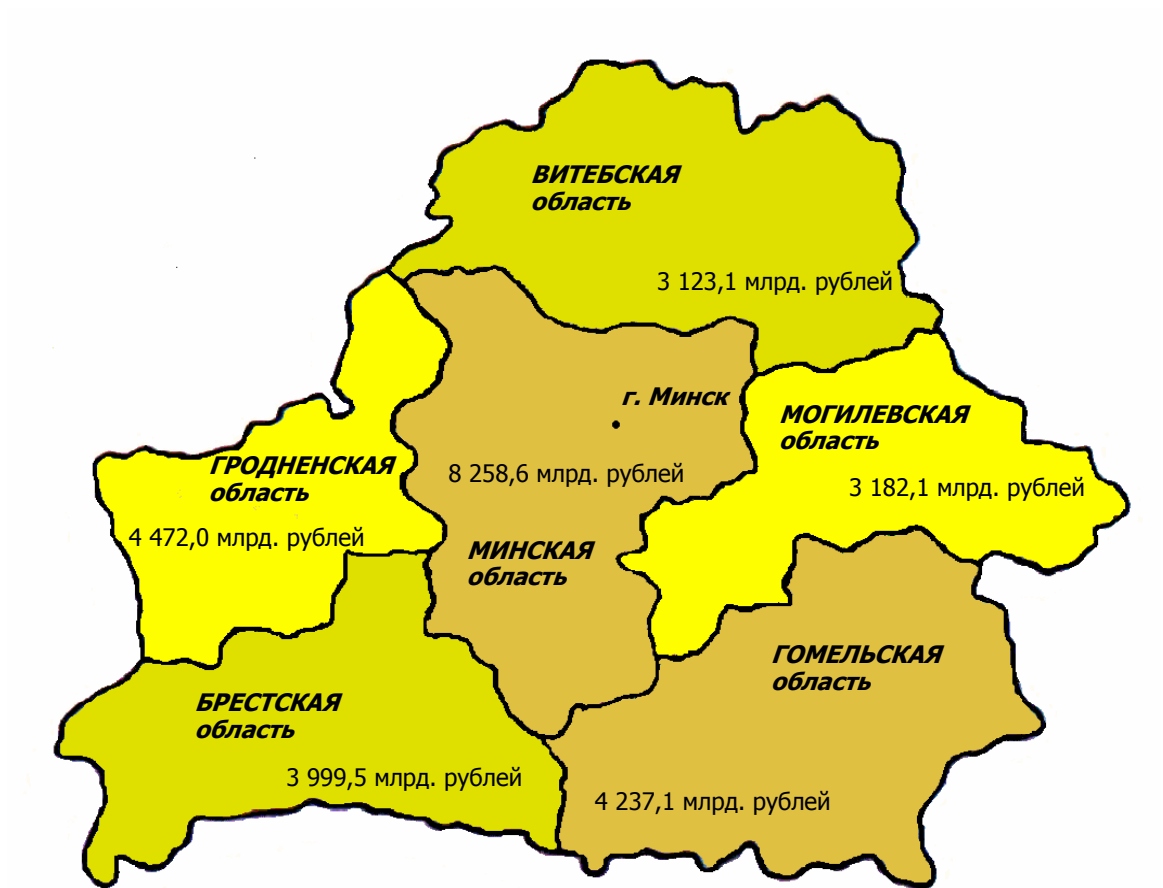 ВИТЕБСКАЯ
область
3 123,1 млрд. рублей
г. Минск
МОГИЛЕВСКАЯ
область
3 182,1 млрд. рублей
ГРОДНЕНСКАЯ
область
4 472,0 млрд. рублей
8 258,6 млрд. рублей
МИНСКАЯ
область
ГОМЕЛЬСКАЯ
область
4 237,1 млрд. рублей
БРЕСТСКАЯ
область
3 999,5 млрд. рублей